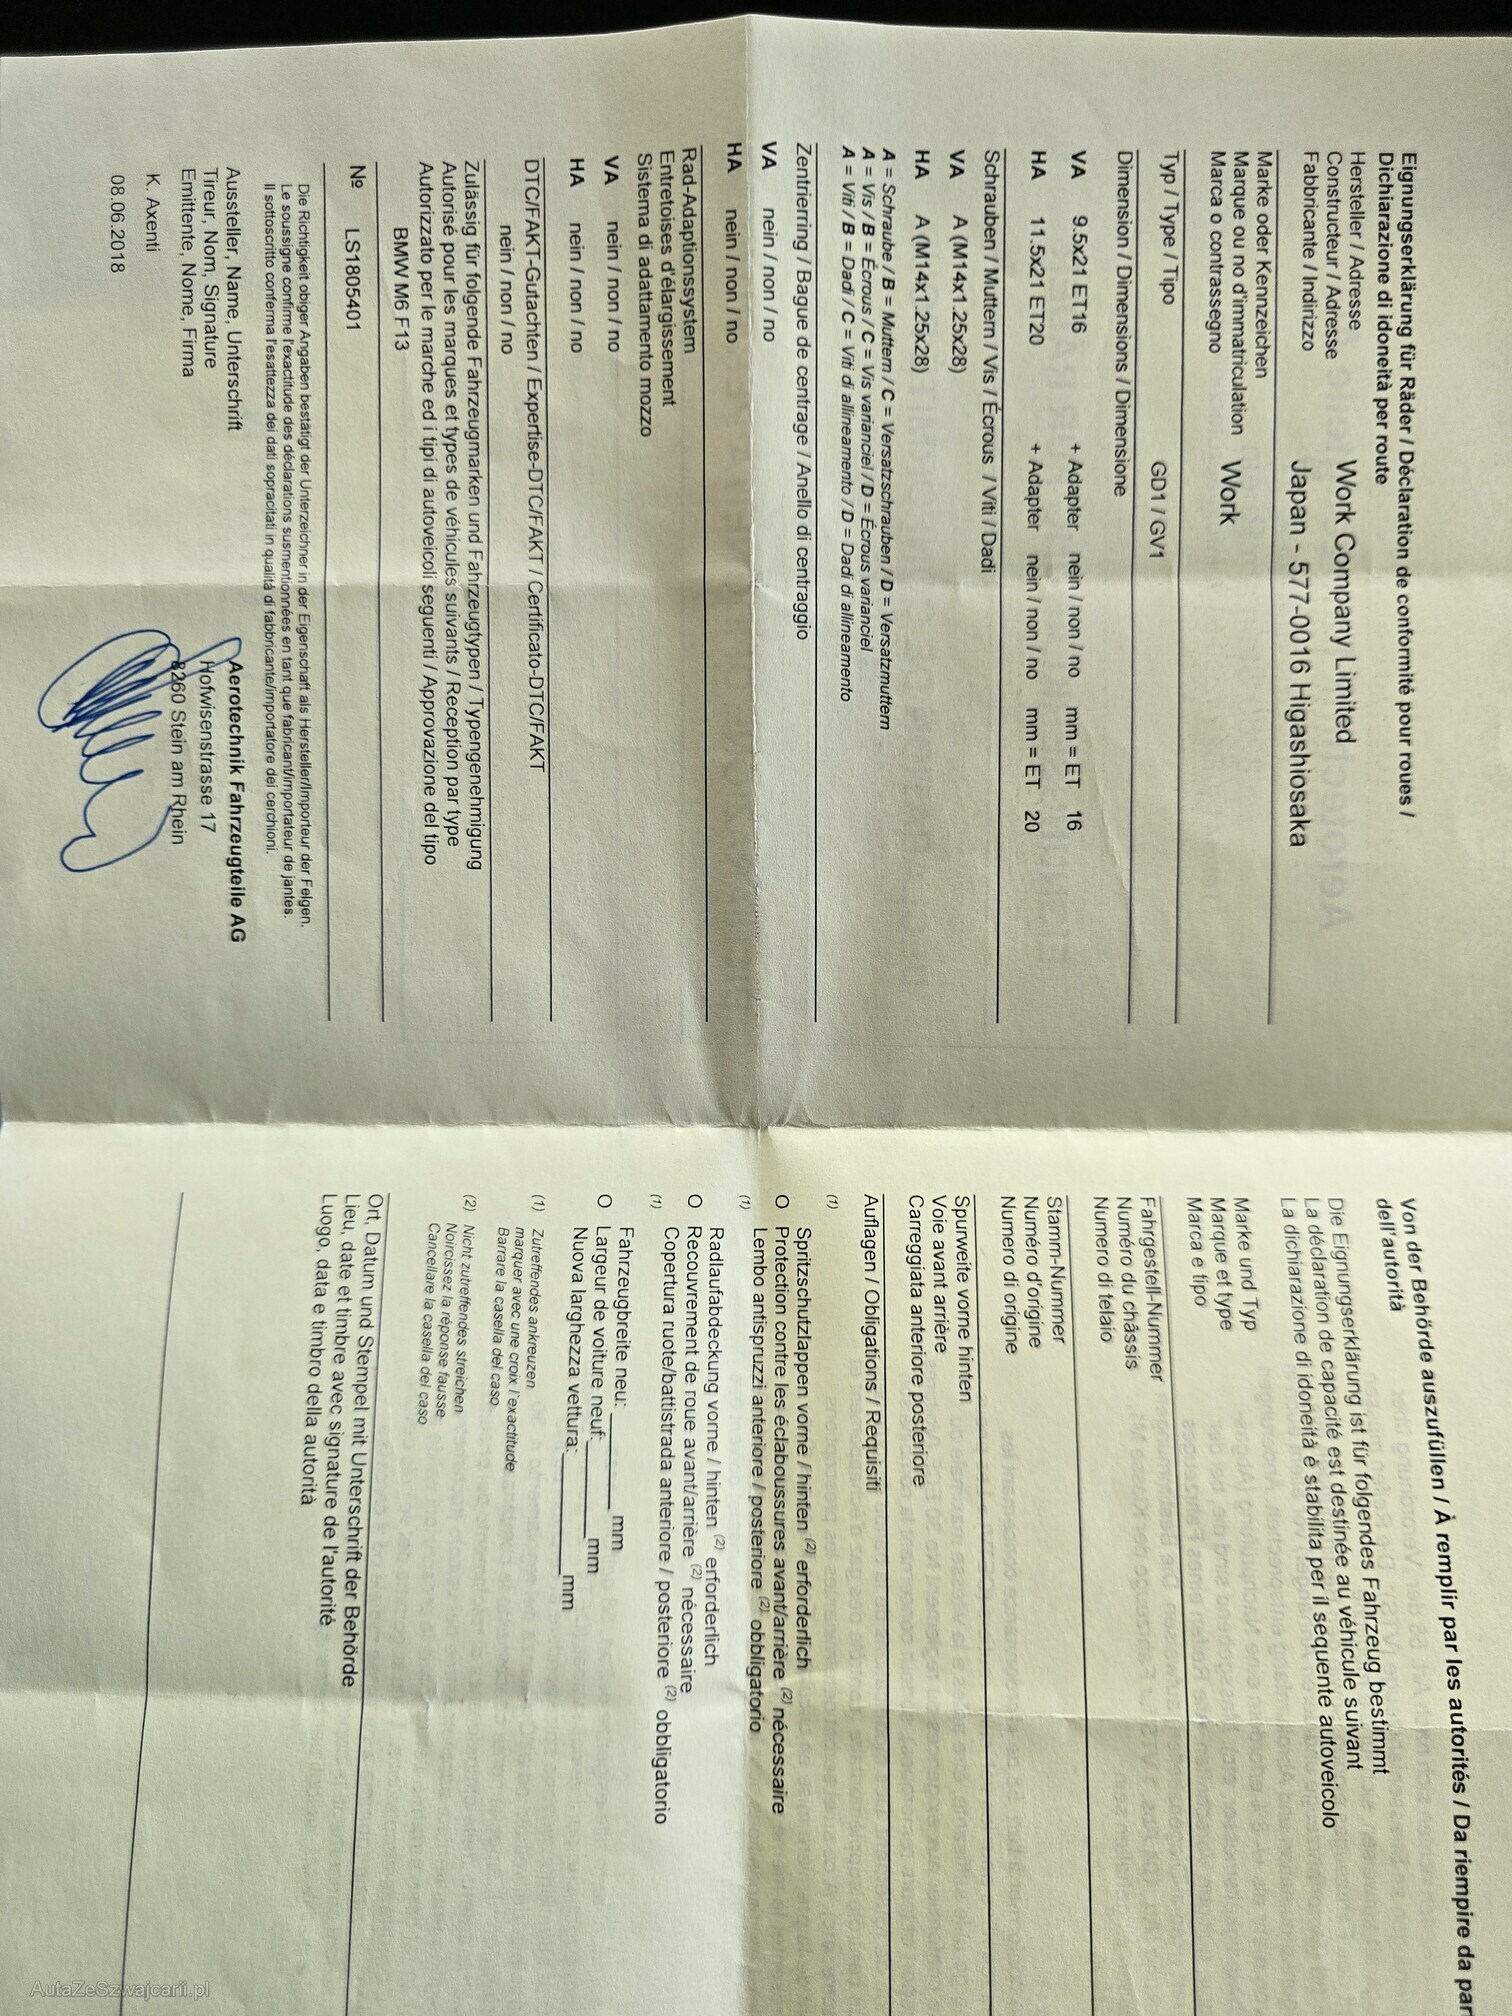 Eignungserklärung für Räder / Déclaration de conformité pour roues /
Dichiarazione di idoneità per route
Hersteller / Adresse
Constructeur / Adresse Work Company Limited
Fabbricante / Indirizzo Japan - 577-0016 Higashiosaka
Marke oder Kennzeichen
Marque ou no d'immatriculation Work
Marca o contrassegno
Typ / Type / Tipo GD1 / GV1
Dimension / Dimensions / Dimensione
VA 9.5x21 ET16 + Adapter nein / non / no mm = ET 16
HA 11.5x21 ET20 + Adapter nein / non / no mm = ET 20
Schrauben / Muttern / Vis / Écrous / Viti / Dadi
VA A (M14x1.25x28)
HA A (M14x1.25x28)
A = Schraube / B = Muttern / C = Versatzschrauben / D = Versatzmuttern
A = Vis / B = Écrous / C = Vis varianciel / D = Écrous varianciel
A = Viti / B = Dadi / C = Viti di allineamento / D = Dadi di allineamento
Zentrierring / Bague de centrage / Anello di centraggio
VA nein / non / no
HA nein / non / no
Rad-Adaptionssystem
Entretoises d'élargissement
Sistema di adattamento mozzo
VA nein / non / no
HA nein / non / no
DTC/FAKT-Gutachten / Expertise-DTC/FAKT / Certificato-DTC/FAKT
nein / non / no
Zulässig für folgende Fahrzeugmarken und Fahrzeugtypen / Typengenehmigung
Autorisé pour les marques et types de véhicules suivants / Reception par type
Autorizzato per le marche ed i tipi di autoveicoli seguenti / Approvazione del tipo
BMW M6 F13
№ LS1805401
Die Richtigkeit obiger Angaben bestätigt der Unterzeichner in der Eigenschaft als Hersteller/Importeur der Felgen.
Le soussigne confirme l'exactitude des déclarations susmentionnées en tant que fabricant/importateur de jantes.
Il sottoscritto conferma l'esattezza dei dati sopracitati in qualità di fabbricante/importatore dei cerchioni.
Aussteller, Name, Unterschrift Aerotechnik Fahrzeugteile AG
Tireur, Nom, Signature Hofwisenstrasse 17
Emittente, Nome, Firma 8260 Stein am Rhein
K. Axenti
08.06.2018
Von der Behörde auszufüllen / À remplir par les autorités / Da riempire da par
dell'autorità
Die Eignungserklärung ist für folgendes Fahrzeug bestimmt
La déclaration de capacité est destinée au véhicule suivant
La dichiarazione di idoneità è stabilita per il sequente autoveicolo
Marke und Typ
Marque et type
Marca e tipo
Fahrgestell-Nummer
Numéro du châssis
Numero di telaio
Stamm-Nummer
Numéro d'origine
Numero di origine
Spurweite vorne hinten
Voie avant arrière
Carreggiata anteriore posteriore
Auflagen / Obligations / Requisiti
(1) Spritzschutzlappen vorne / hinten (2) erforderlich
O Protection contre les éclaboussures avant/arrière (2) nécessaire
Lembo antispruzzi anteriore / posteriore (2) obbligatorio
(1) Radlaufabdeckung vorne / hinten (2) erforderlich
O Recouvrement de roue avant/arrière (2) nécessaire
Copertura ruote/battistrada anteriore / posteriore (2) obbligatorio
(1) Fahrzeugbreite neu: mm
O Largeur de voiture neuf: mm
Nuova larghezza vettura: mm
(1) Zutreffendes ankreuzen
marquer avec une croix l'exactitude
Barrare la casella del caso
(2) Nicht zutreffendes streichen
Noircissez la réponse fausse
Cancellare la casella del caso
Ort, Datum und Stempel mit Unterschrift der Behörde
Lieu, date et timbre avec signature de l'autorité
Luogo, data e timbro della autorità
AutaZeSzwajcarii.pl